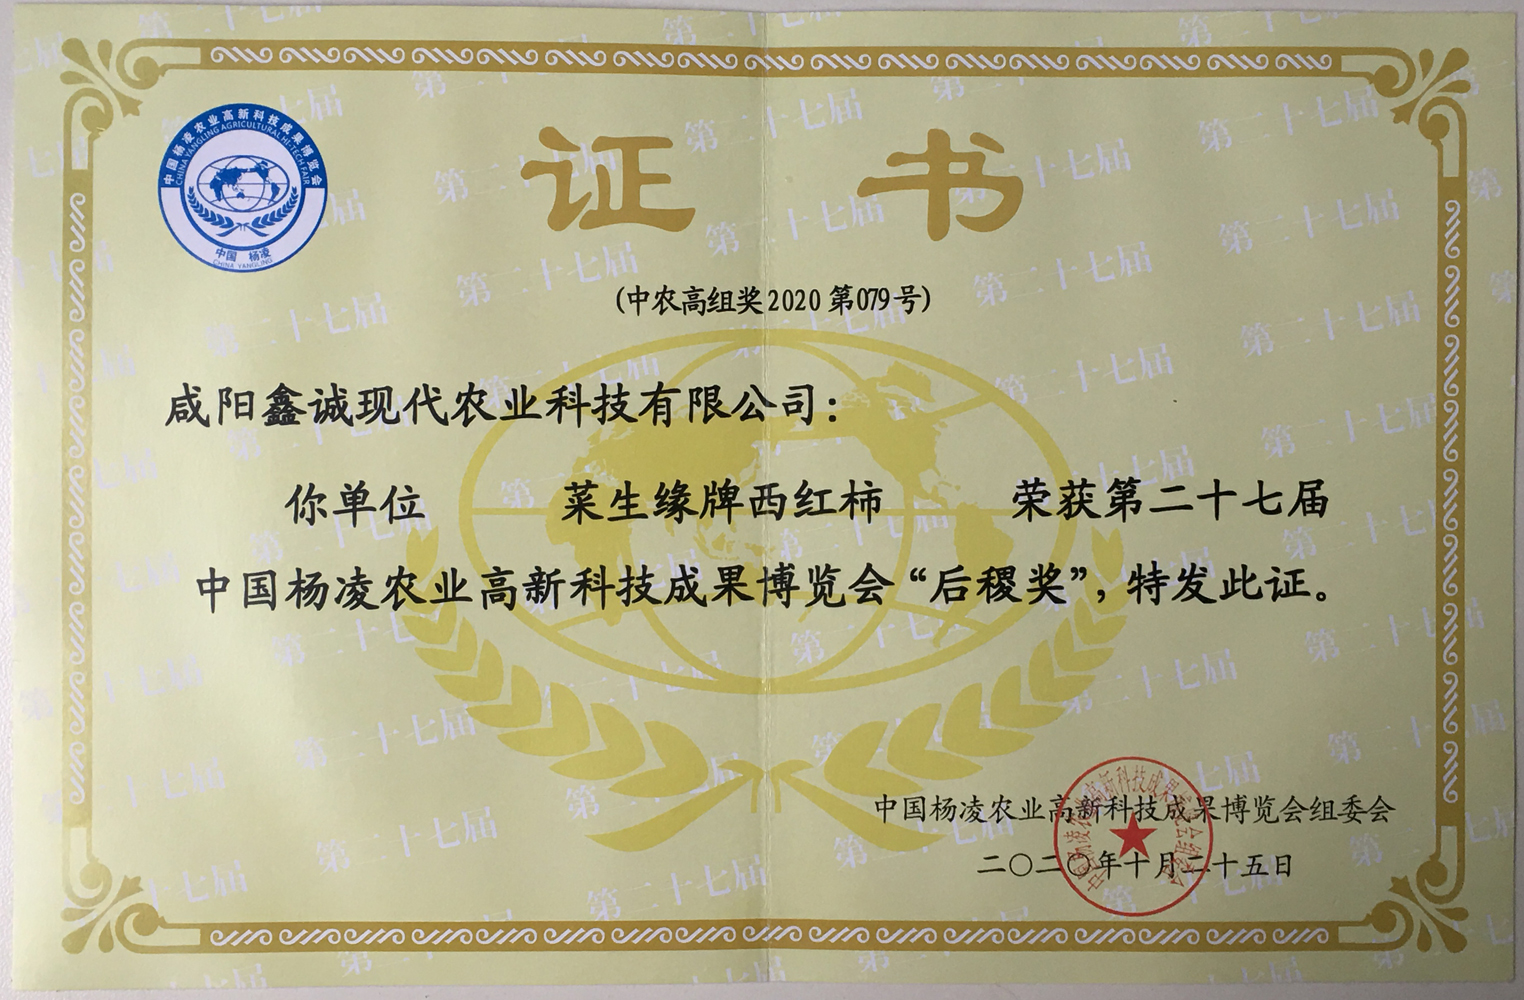 中国杨凌农业高新科技成果博览会
CHINA YANGLING AGRICULTURAL HI-TECH FAIR
中国 杨凌
CHINA YANGLING
证书
(中农高组奖2020第079号)
咸阳鑫诚现代农业科技有限公司：
你单位 菜生缘牌西红柿 荣获第二十七届
中国杨凌农业高新科技成果博览会“后稷奖”，特发此证。
中国杨凌农业高新科技成果博览会组委会
二〇二〇年十月二十五日
第二十七届